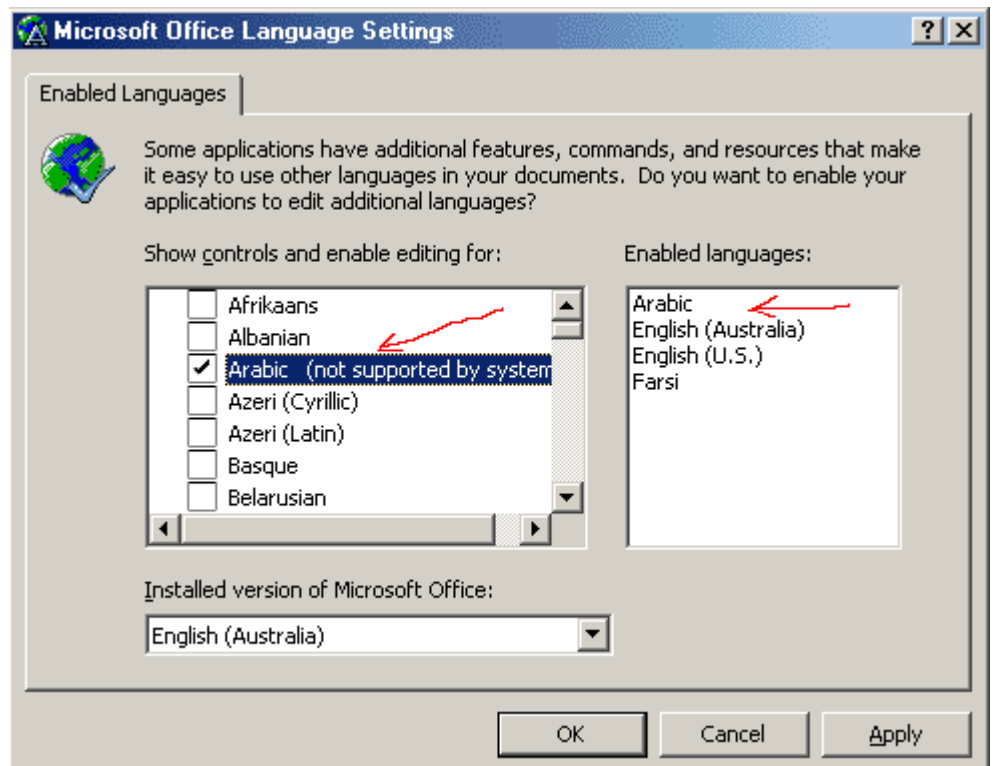 Microsoft Office Language Settings
Enabled Languages
Some applications have additional features, commands, and resources that make
it easy to use other languages in your documents. Do you want to enable your
applications to edit additional languages?
Show controls and enable editing for:
Afrikaans
Albanian
Arabic (not supported by system
Azeri (Cyrillic)
Azeri (Latin)
Basque
Belarusian
Enabled languages:
Arabic
English (Australia)
English (U.S.)
Farsi
Installed version of Microsoft Office:
English (Australia)
OK
Cancel
Apply